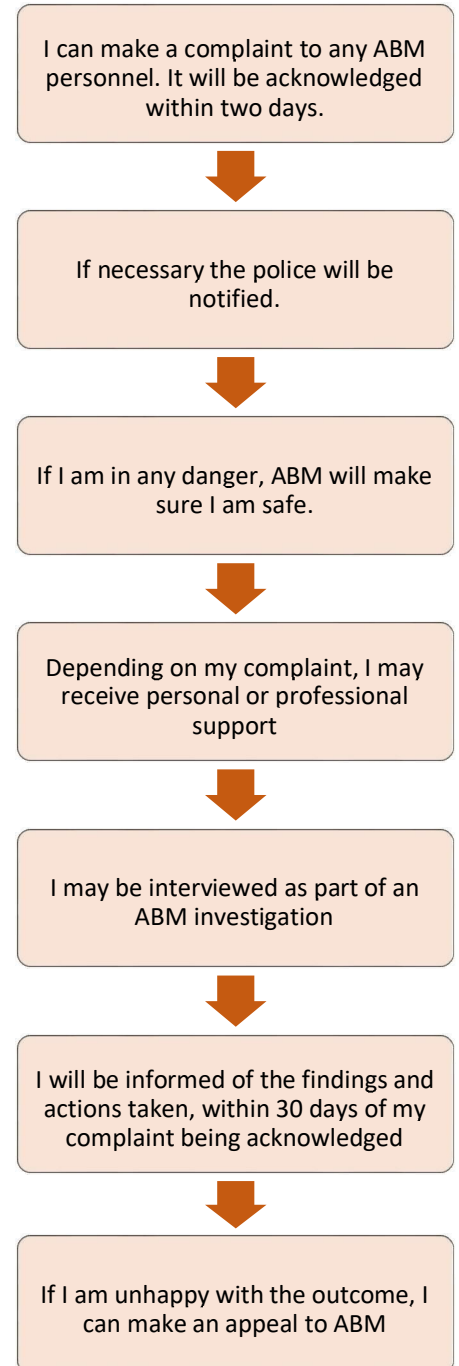 I can make a complaint to any ABM
personnel. It will be acknowledged
within two days.
If necessary the police will be
notified.
If I am in any danger, ABM will make
sure I am safe.
Depending on my complaint, I may
receive personal or professional
support
I may be interviewed as part of an
ABM investigation
I will be informed of the findings and
actions taken, within 30 days of my
complaint being acknowledged
If I am unhappy with the outcome, I
can make an appeal to ABM